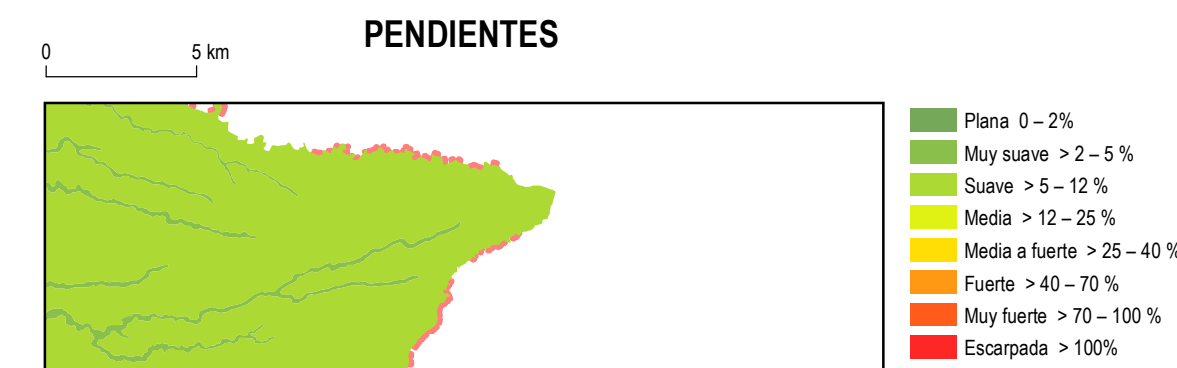 PENDIENTES
0 5 km
Plana 0 – 2%
Muy suave > 2 – 5 %
Suave > 5 – 12 %
Media > 12 – 25 %
Media a fuerte > 25 – 40 %
Fuerte > 40 – 70 %
Muy fuerte > 70 – 100 %
Escarpada > 100%